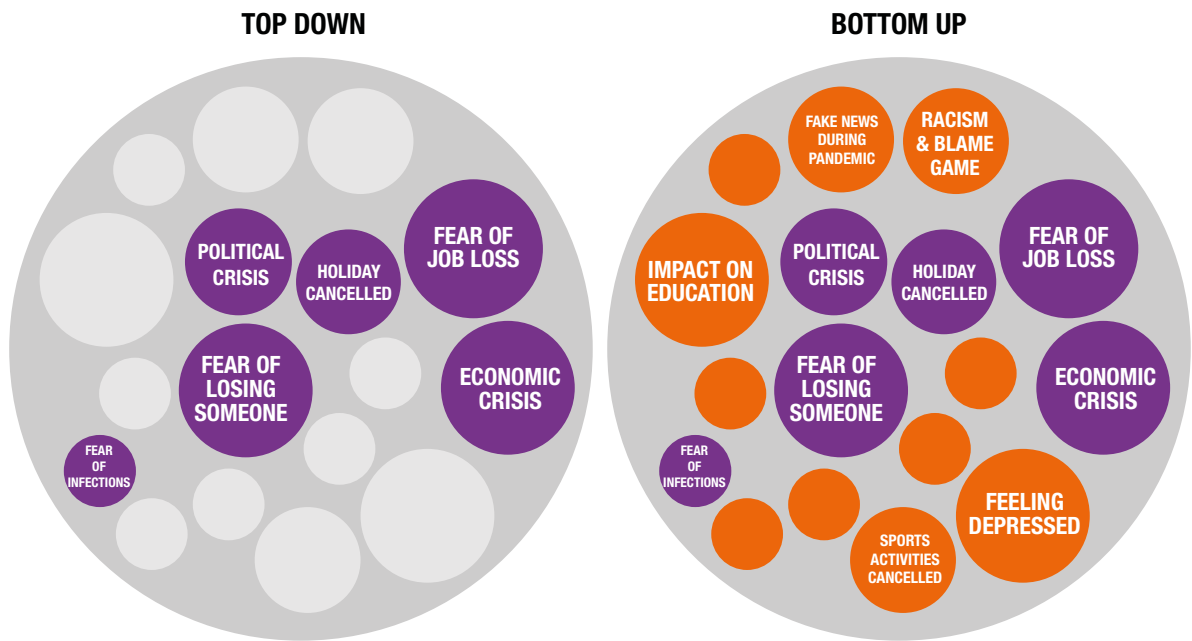 TOP DOWN
POLITICAL
CRISIS
HOLIDAY
CANCELLED
FEAR OF
JOB LOSS
FEAR OF
LOSING
SOMEONE
ECONOMIC
CRISIS
FEAR
OF
INFECTIONS
BOTTOM UP
FAKE NEWS
DURING
PANDEMIC
RACISM
& BLAME
GAME
IMPACT ON
EDUCATION
POLITICAL
CRISIS
HOLIDAY
CANCELLED
FEAR OF
JOB LOSS
FEAR OF
LOSING
SOMEONE
ECONOMIC
CRISIS
FEAR
OF
INFECTIONS
FEELING
DEPRESSED
SPORTS
ACTIVITIES
CANCELLED